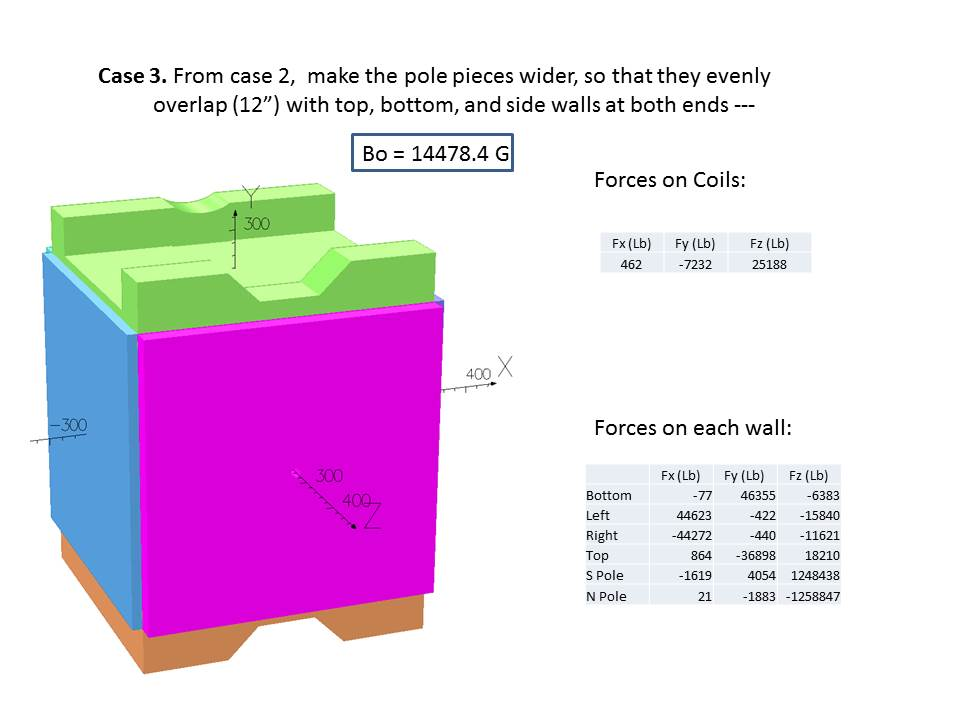 Case 3. From case 2,  make the pole pieces wider, so that they evenly
overlap (12”) with top, bottom, and side walls at both ends ---
Bo = 14478.4 G
Forces on Coils:
Fx (Lb) Fy (Lb) Fz (Lb)
462 -7232 25188
Y
300
400 X
-300
300
400
Z
Forces on each wall:
Fx (Lb) Fy (Lb) Fz (Lb)
Bottom -77 46355 -6383
Left 44623 -422 -15840
Right -44272 -440 -11621
Top 864 -36898 18210
S Pole -1619 4054 1248438
N Pole 21 -1883 -1258847